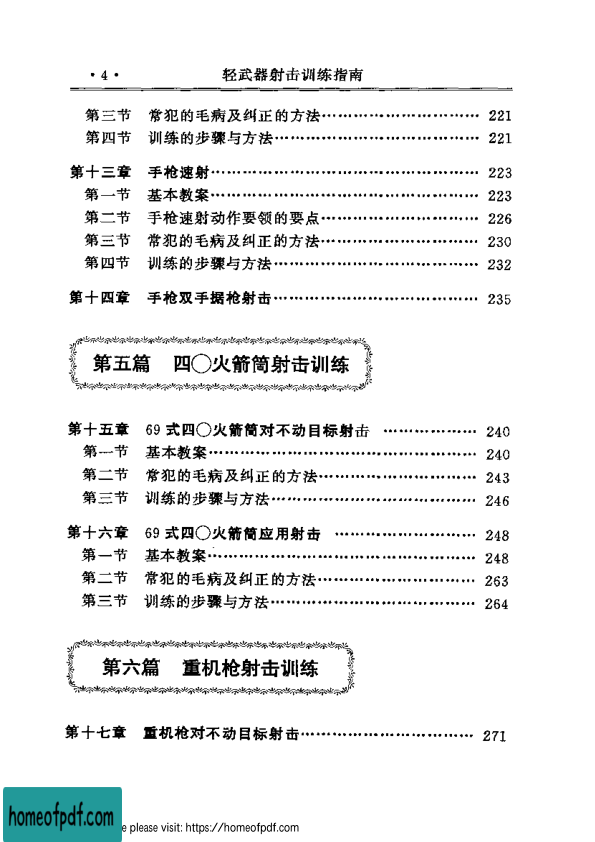 ·4· 轻武器射击训练指南
第三节 常犯的毛病及纠正的方法………………………… 221
第四节 训练的步骤与方法………………………………… 221
第十三章 手枪速射………………………………………… 223
第一节 基本教案…………………………………………… 223
第二节 手枪速射动作要领的要点………………………… 226
第三节 常犯的毛病及纠正的方法………………………… 230
第四节 训练的步骤与方法………………………………… 232
第十四章 手枪双手据枪射击……………………………… 235
第五篇 四〇火箭筒射击训练
第十五章 69式四〇火箭筒对不动目标射击 ……………… 240
第一节 基本教案…………………………………………… 240
第二节 常犯的毛病及纠正的方法………………………… 243
第三节 训练的步骤与方法………………………………… 246
第十六章 69式四〇火箭筒应用射击 ……………………… 248
第一节 基本教案…………………………………………… 248
第二节 常犯的毛病及纠正的方法………………………… 263
第三节 训练的步骤与方法………………………………… 264
第六篇 重机枪射击训练
第十七章 重机枪对不动目标射击………………………… 271
homeofpdf.com
e please visit: https://homeofpdf.com